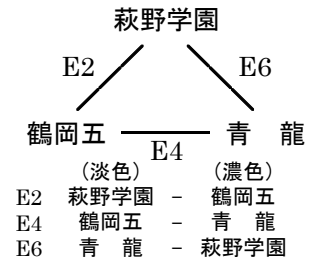 萩野学園
E2 E6
鶴岡五 青　龍
E4
(淡色) (濃色)
E2 萩野学園 － 鶴岡五
E4 鶴岡五 － 青　龍
E6 青　龍 － 萩野学園